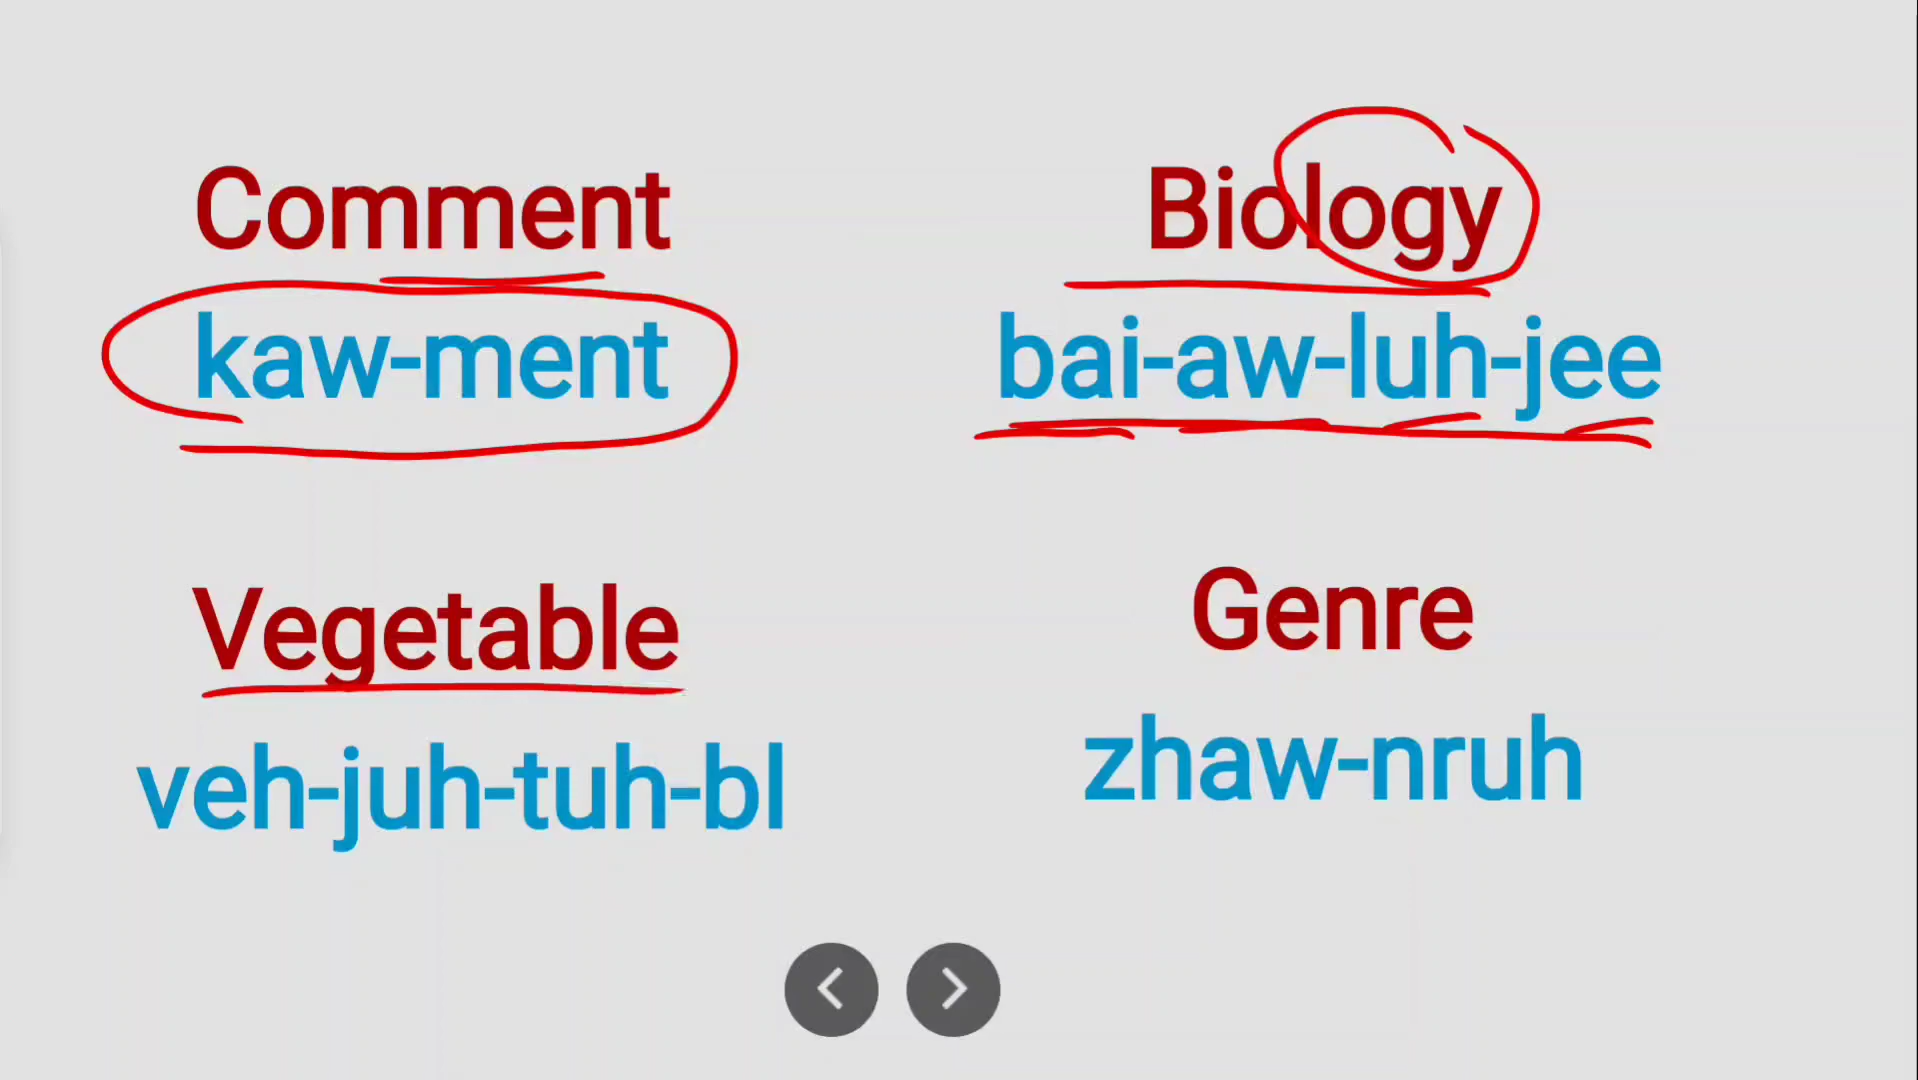 Comment
kaw-ment
Biology
bai-aw-luh-jee
Vegetable
veh-juh-tuh-bl
Genre
zhaw-nruh